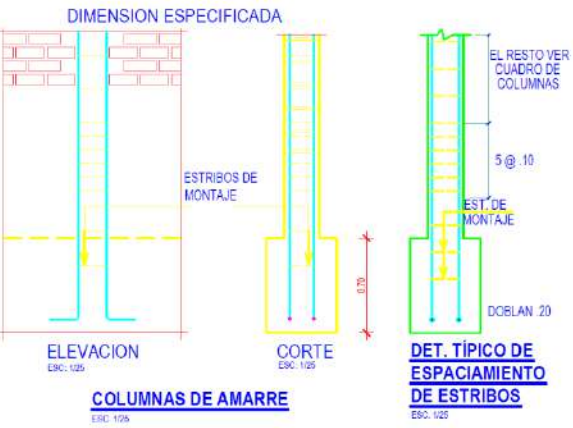 DIMENSION ESPECIFICADA
EL RESTO VER
CUADRO DE
COLUMNAS
5 @ .10
ESTRIBOS DE
MONTAJE
EST. DE
MONTAJE
0.70
DOBLAN .20
ELEVACION
ESC: 1/25
CORTE
ESC: 1/25
DET. TÍPICO DE
ESPACIAMIENTO
DE ESTRIBOS
ESC. 1/25
COLUMNAS DE AMARRE
ESC 1/25